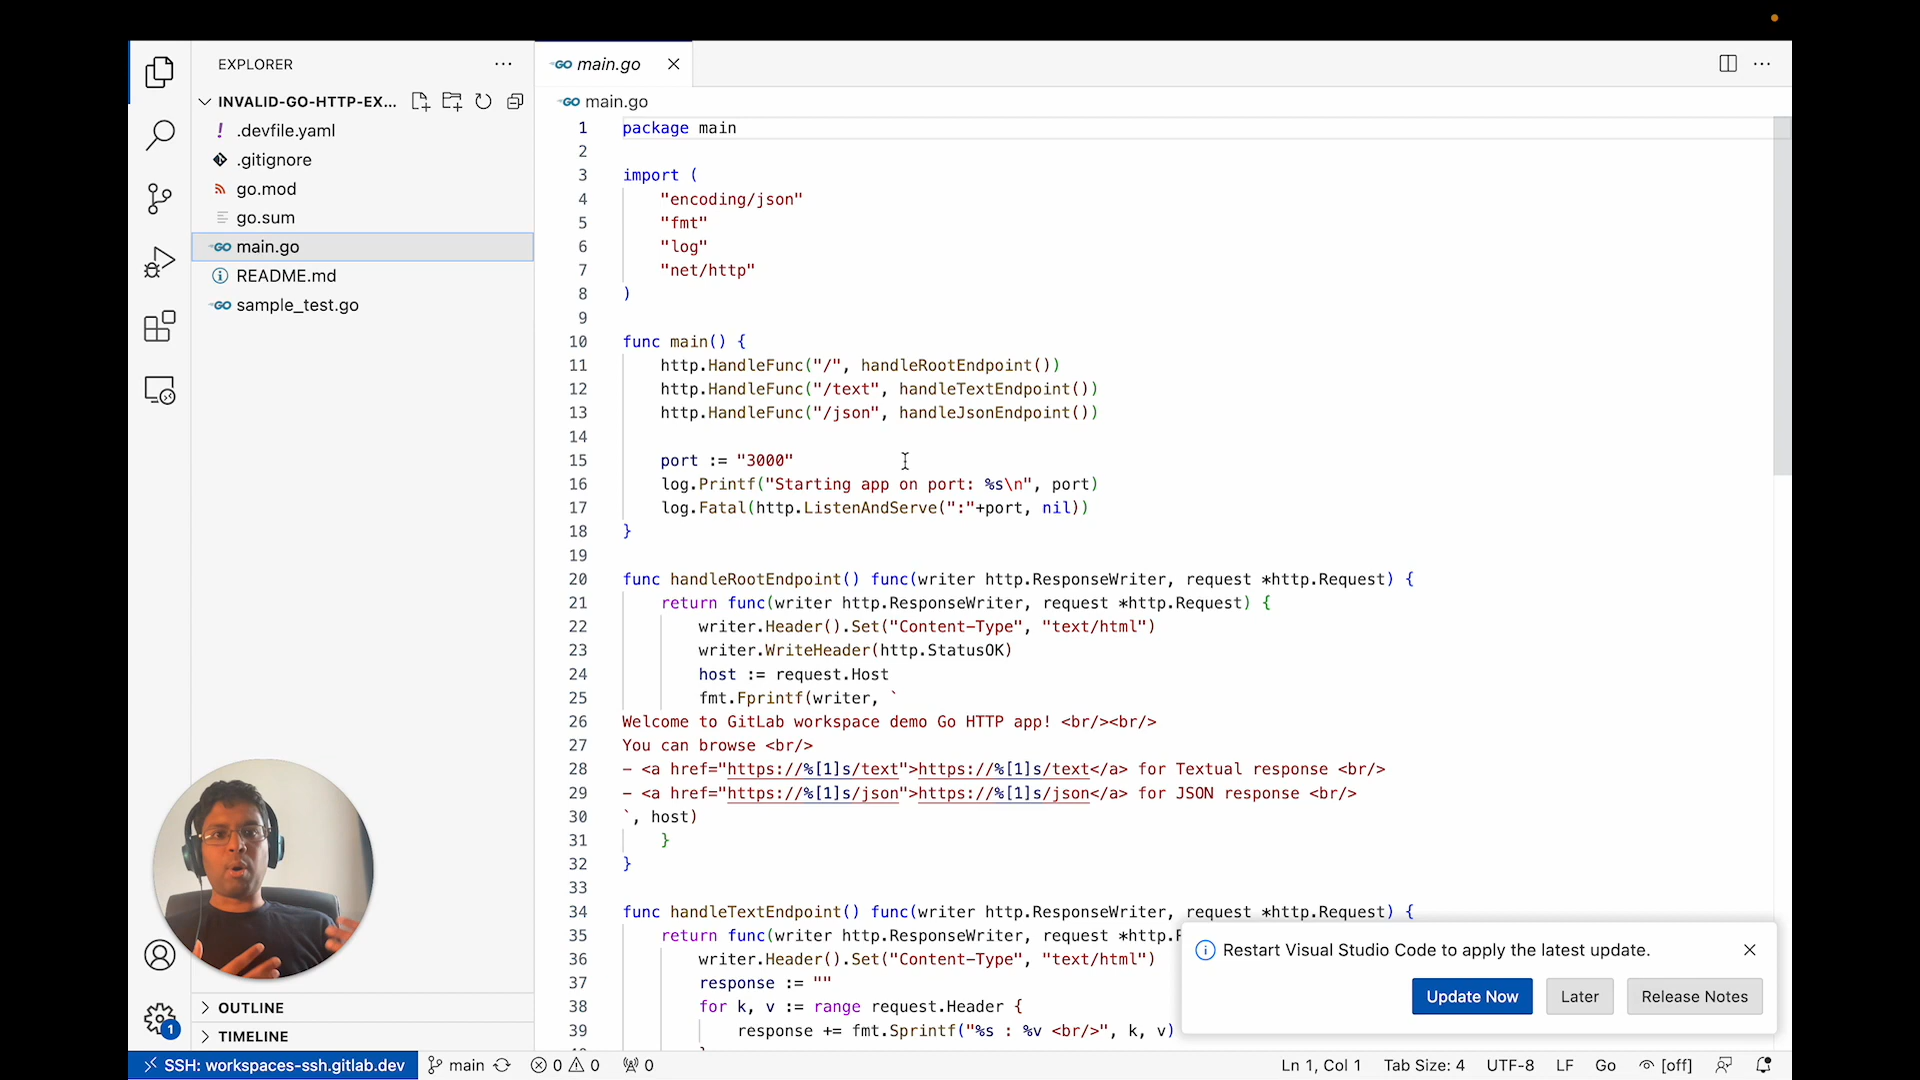 EXPLORER
INVALID-GO-HTTP-EX...
.devfile.yaml
.gitignore
go.mod
go.sum
GO main.go
README.md
GO sample_test.go
OUTLINE
TIMELINE
GO main.go
GO main.go
1 package main
2
3 import (
4 "encoding/json"
5 "fmt"
6 "log"
7 "net/http"
8 )
9
10 func main() {
11 http.HandleFunc("/", handleRootEndpoint())
12 http.HandleFunc("/text", handleTextEndpoint())
13 http.HandleFunc("/json", handleJsonEndpoint())
14
15 port := "3000"
16 log.Printf("Starting app on port: %s\n", port)
17 log.Fatal(http.ListenAndServe(":"+port, nil))
18 }
19
20 func handleRootEndpoint() func(writer http.ResponseWriter, request *http.Request) {
21 return func(writer http.ResponseWriter, request *http.Request) {
22 writer.Header().Set("Content-Type", "text/html")
23 writer.WriteHeader(http.StatusOK)
24 host := request.Host
25 fmt.Fprintf(writer, `
26 Welcome to GitLab workspace demo Go HTTP app! <br/><br/>
27 You can browse <br/>
28 - <a href="https://%[1]s/text">https://%[1]s/text</a> for Textual response <br/>
29 - <a href="https://%[1]s/json">https://%[1]s/json</a> for JSON response <br/>
30 `, host)
31 }
32 }
33
34 func handleTextEndpoint() func(writer http.ResponseWriter, request *http.Request) {
35 return func(writer http.ResponseWriter, request *http.R
36 writer.Header().Set("Content-Type", "text/html")
37 response := ""
38 for k, v := range request.Header {
39 response += fmt.Sprintf("%s : %v <br/>", k, v)
Restart Visual Studio Code to apply the latest update.
Update Now
Later
Release Notes
1
SSH: workspaces-ssh.gitlab.dev
main
0
0
0
Ln 1, Col 1
Tab Size: 4
UTF-8
LF
Go
[off]